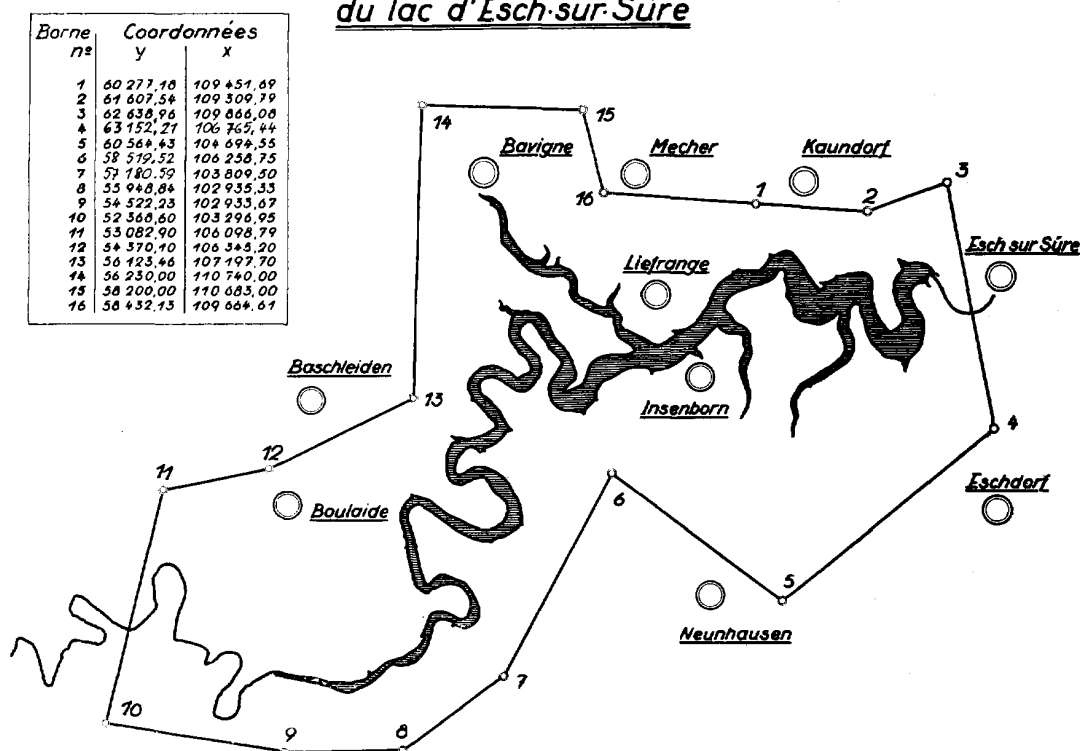 du lac d'Esch-sur-Sûre
Borne Coordonnées
nº y x
1 60 277,18 109 451,69
2 61 607,54 109 309,79
3 62 638,96 109 866,08
4 63 152,21 106 765,44
5 60 564,43 104 694,55
6 58 519,52 106 258,75
7 57 180,59 103 809,50
8 55 948,84 102 935,33
9 54 522,23 102 933,67
10 52 368,60 103 296,95
11 53 082,90 106 098,79
12 54 370,10 106 345,20
13 56 123,46 107 197,70
14 56 230,00 110 740,00
15 58 200,00 110 683,00
16 58 432,13 109 664,61
14
15
Bavigne
Mecher
Kaundorf
16
1
2
3
Esch sur Sûre
Liefrange
Baschleiden
13
Insenborn
4
12
11
6
Eschdorf
Boulaide
5
Neunhausen
7
10
9
8